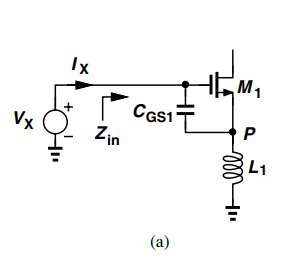 I_X
M_1
V_X
+
−
Z_in
C_GS1
P
L_1
(a)